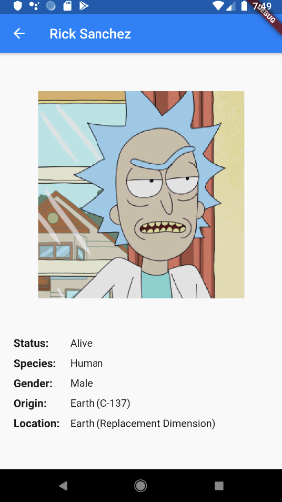 7:49
DEBUG
Rick Sanchez
Status: Alive
Species: Human
Gender: Male
Origin: Earth (C-137)
Location: Earth (Replacement Dimension)